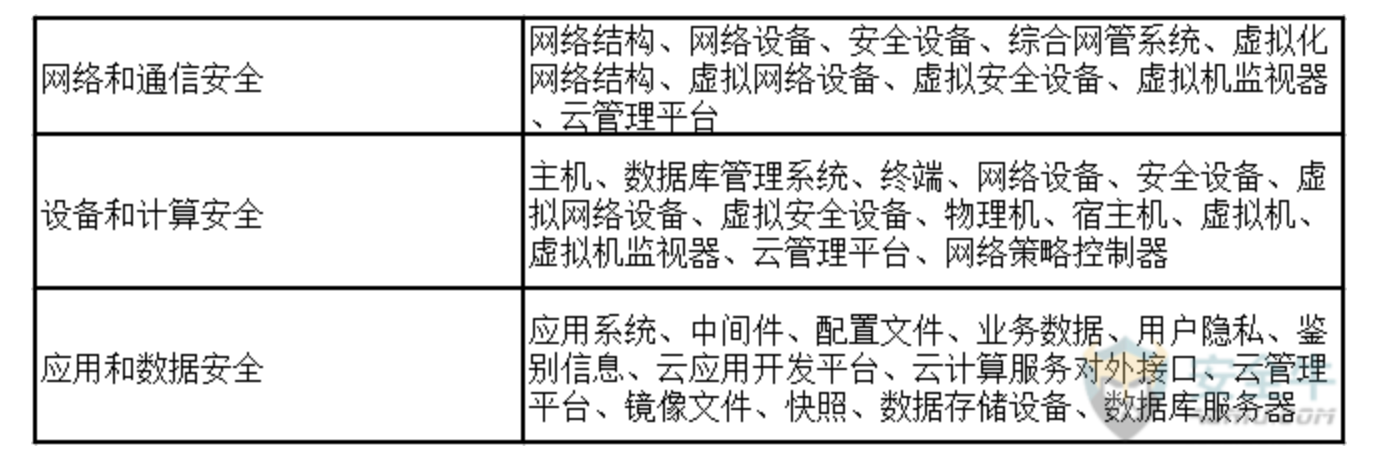 网络和通信安全
网络结构、网络设备、安全设备、综合网管系统、虚拟化
网络结构、虚拟网络设备、虚拟安全设备、虚拟机监视器
、云管理平台
设备和计算安全
主机、数据库管理系统、终端、网络设备、安全设备、虚
拟网络设备、虚拟安全设备、物理机、宿主机、虚拟机、
虚拟机监视器、云管理平台、网络策略控制器
应用和数据安全
应用系统、中间件、配置文件、业务数据、用户隐私、鉴
别信息、云应用开发平台、云计算服务对外接口、云管理
平台、镜像文件、快照、数据存储设备、数据库服务器
安全牛